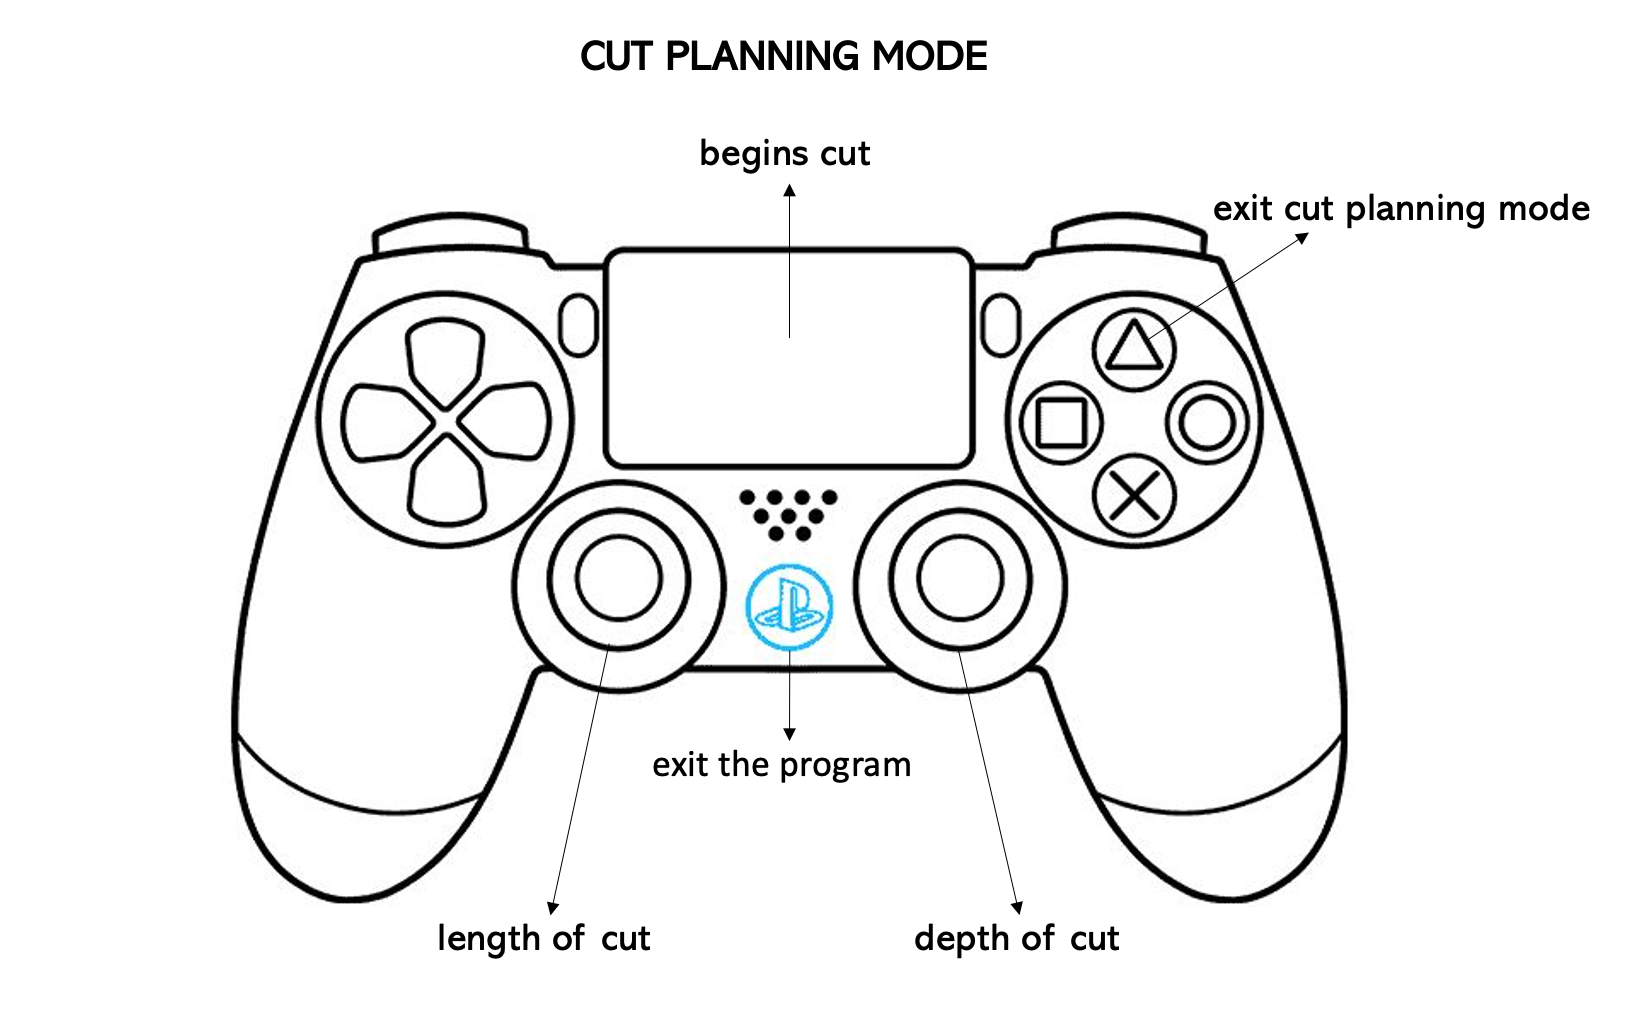 CUT PLANNING MODE
begins cut
exit cut planning mode
exit the program
length of cut
depth of cut